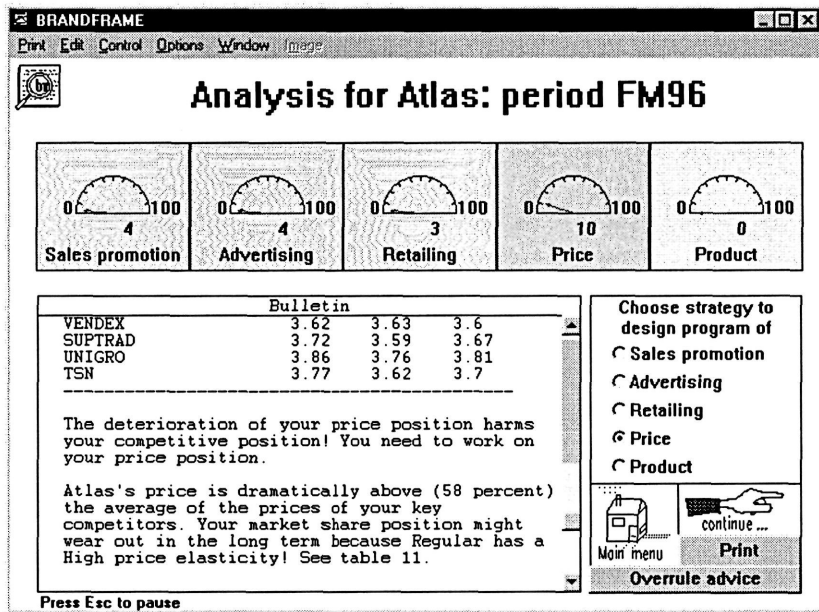 BRANDFRAME
Print Edit Control Options Window Image
Analysis for Atlas: period FM96
0 100 0 100 0 100 0 100 0 100
4 4 3 10 0
Sales promotion Advertising Retailing Price Product
Bulletin
VENDEX 3.62 3.63 3.6
SUPTRAD 3.72 3.59 3.67
UNIGRO 3.86 3.76 3.81
TSN 3.77 3.62 3.7
The deterioration of your price position harms
your competitive position! You need to work on
your price position.
Atlas's price is dramatically above (58 percent)
the average of the prices of your key
competitors. Your market share position might
wear out in the long term because Regular has a
High price elasticity! See table 11.
Choose strategy to
design program of
Sales promotion
Advertising
Retailing
Price
Product
Main menu
continue ...
Print
Overrule advice
Press Esc to pause